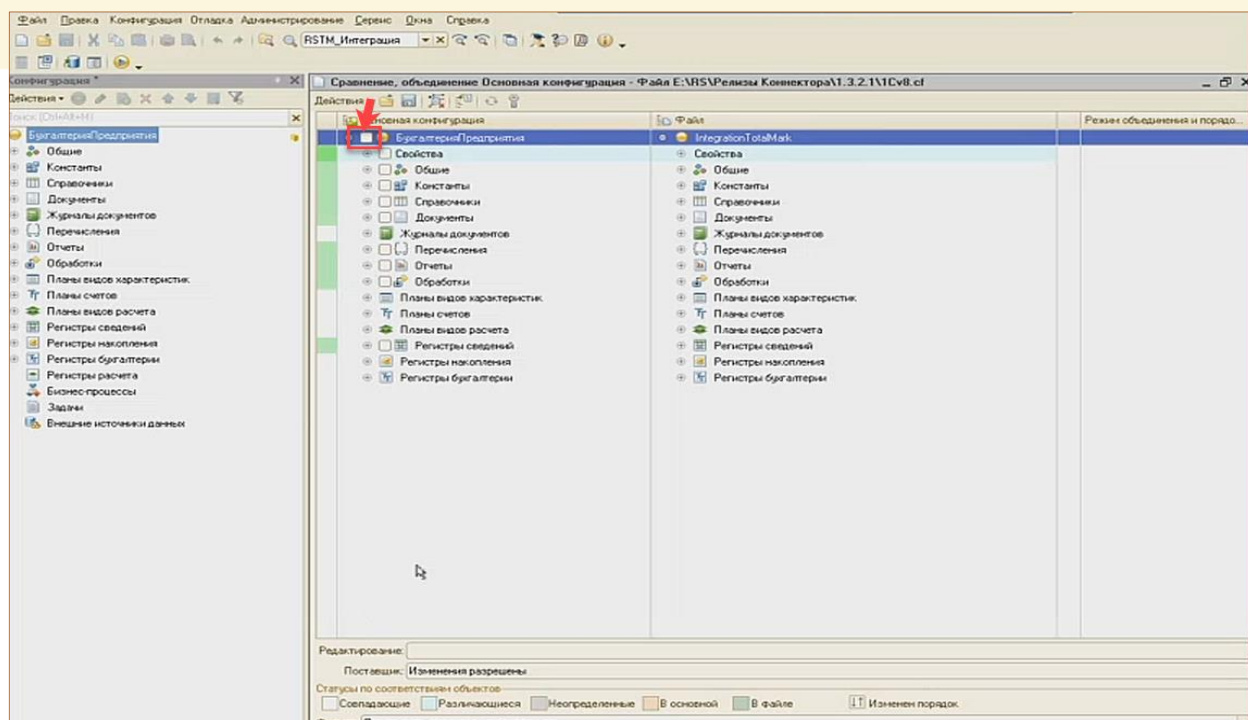 Файл Правка Конфигурация Отладка Администрирование Сервис Окна Справка
RSTM_Интеграция
Конфигурация *
Действия
Поиск (Ctrl+Alt+M)
БухгалтерияПредприятия
Общие
Константы
Справочники
Документы
Журналы документов
Перечисления
Отчеты
Обработки
Планы видов характеристик
Планы счетов
Планы видов расчета
Регистры сведений
Регистры накопления
Регистры бухгалтерии
Регистры расчета
Бизнес-процессы
Задачи
Внешние источники данных
Сравнение, объединение Основная конфигурация - Файл E:\RS\Релизы Коннектора\1.3.2.1\1Cv8.cf
Действия
Основная конфигурация Файл Режим объединения и порядо...
БухгалтерияПредприятия IntegrationTotalMark
Свойства Свойства
Общие Общие
Константы Константы
Справочники Справочники
Документы Документы
Журналы документов Журналы документов
Перечисления Перечисления
Отчеты Отчеты
Обработки Обработки
Планы видов характеристик Планы видов характеристик
Планы счетов Планы счетов
Планы видов расчета Планы видов расчета
Регистры сведений Регистры сведений
Регистры накопления Регистры накопления
Регистры бухгалтерии Регистры бухгалтерии
Редактирование:
Поставщик: Изменения разрешены
Статусы по соответствиям объектов
Совпадающие Различающиеся Неопределенные В основной В файле Изменен порядок